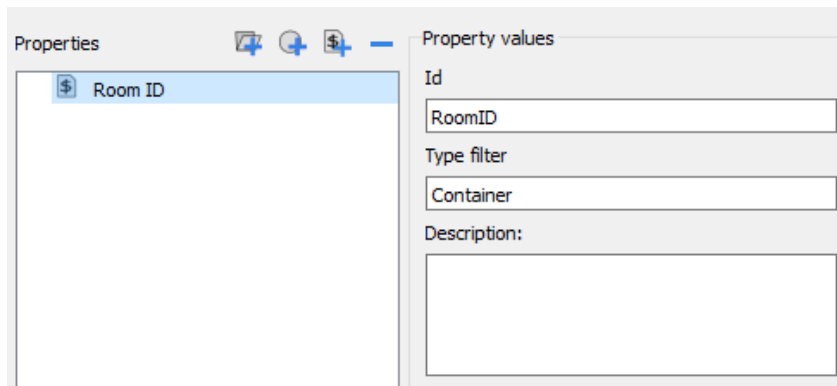 Properties
Room ID
Property values
Id
RoomID
Type filter
Container
Description: